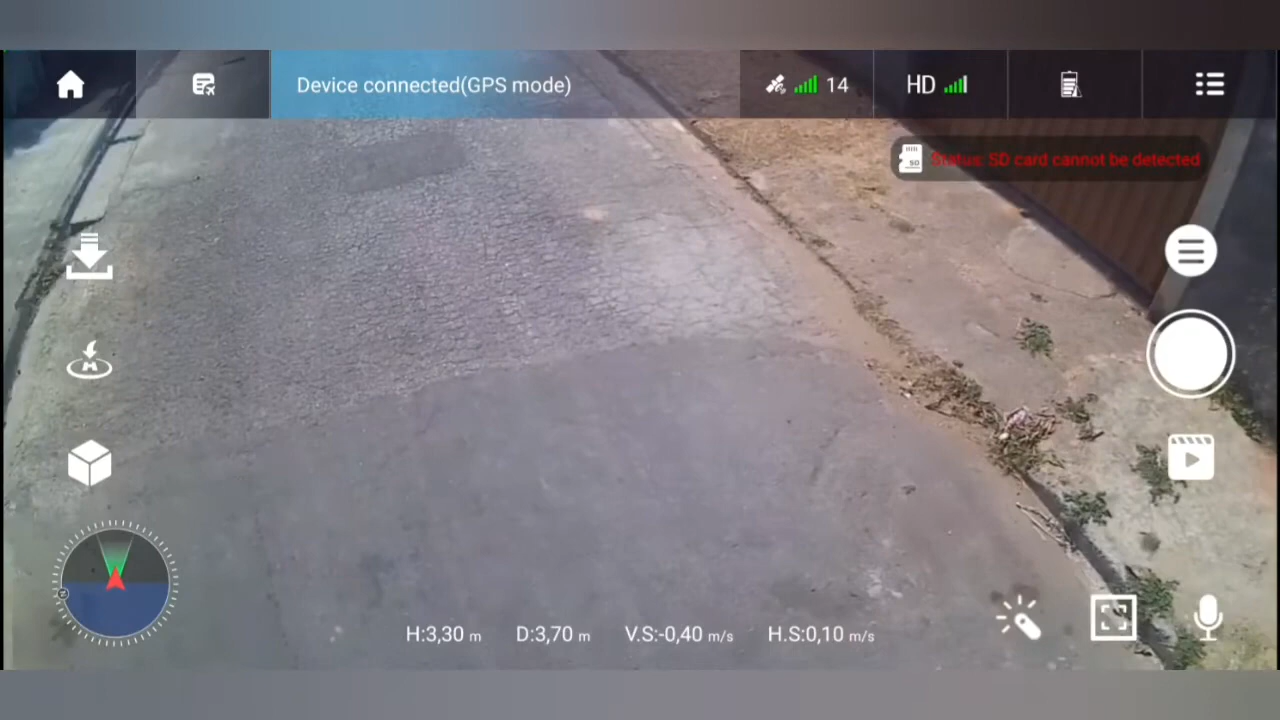 Device connected(GPS mode)
14
HD
SD
Status: SD card cannot be detected
H:3,30 m D:3,70 m V.S:-0,40 m/s H.S:0,10 m/s